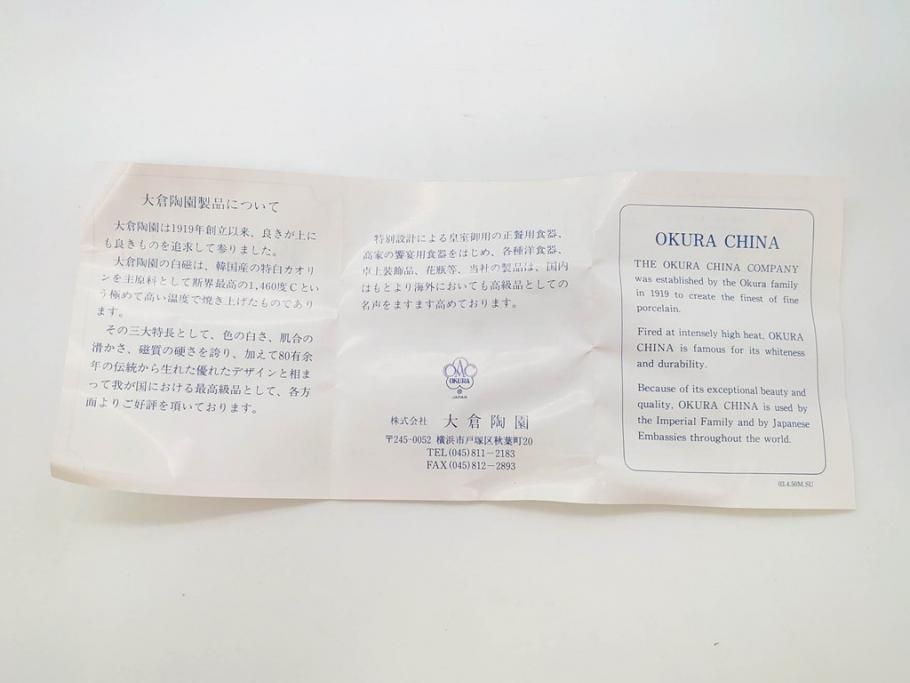 大倉陶園製品について
大倉陶園は1919年創立以来、良きが上に
も良きものを追求して参りました。
大倉陶園の白磁は、韓国産の特白カオリ
ンを主原料として斯界最高の1,460度Cとい
う極めて高い温度で焼き上げたものであり
ます。
その三大特長として、色の白さ、肌合の
滑かさ、磁質の硬さを誇り、加えて80有余
年の伝統から生れた優れたデザインと相ま
って我が国における最高級品として、各方
面よりご好評を頂いております。
特別設計による皇室御用の正餐用食器、
高家の饗宴用食器をはじめ、各種洋食器、
卓上装飾品、花瓶等、当社の製品は、国内
はもとより海外においても高級品としての
名声をますます高めております。
OAC
OKURA
®
JAPAN
株式会社 大倉陶園
〒245-0052 横浜市戸塚区秋葉町20
TEL(045)811-2183
FAX(045)812-2893
OKURA CHINA
THE OKURA CHINA COMPANY
was established by the Okura family
in 1919 to create the finest of fine
porcelain.
Fired at intensely high heat, OKURA
CHINA is famous for its whiteness
and durability.
Because of its exceptional beauty and
quality, OKURA CHINA is used by
the Imperial Family and by Japanese
Embassies throughout the world.
03.4.50M.SU